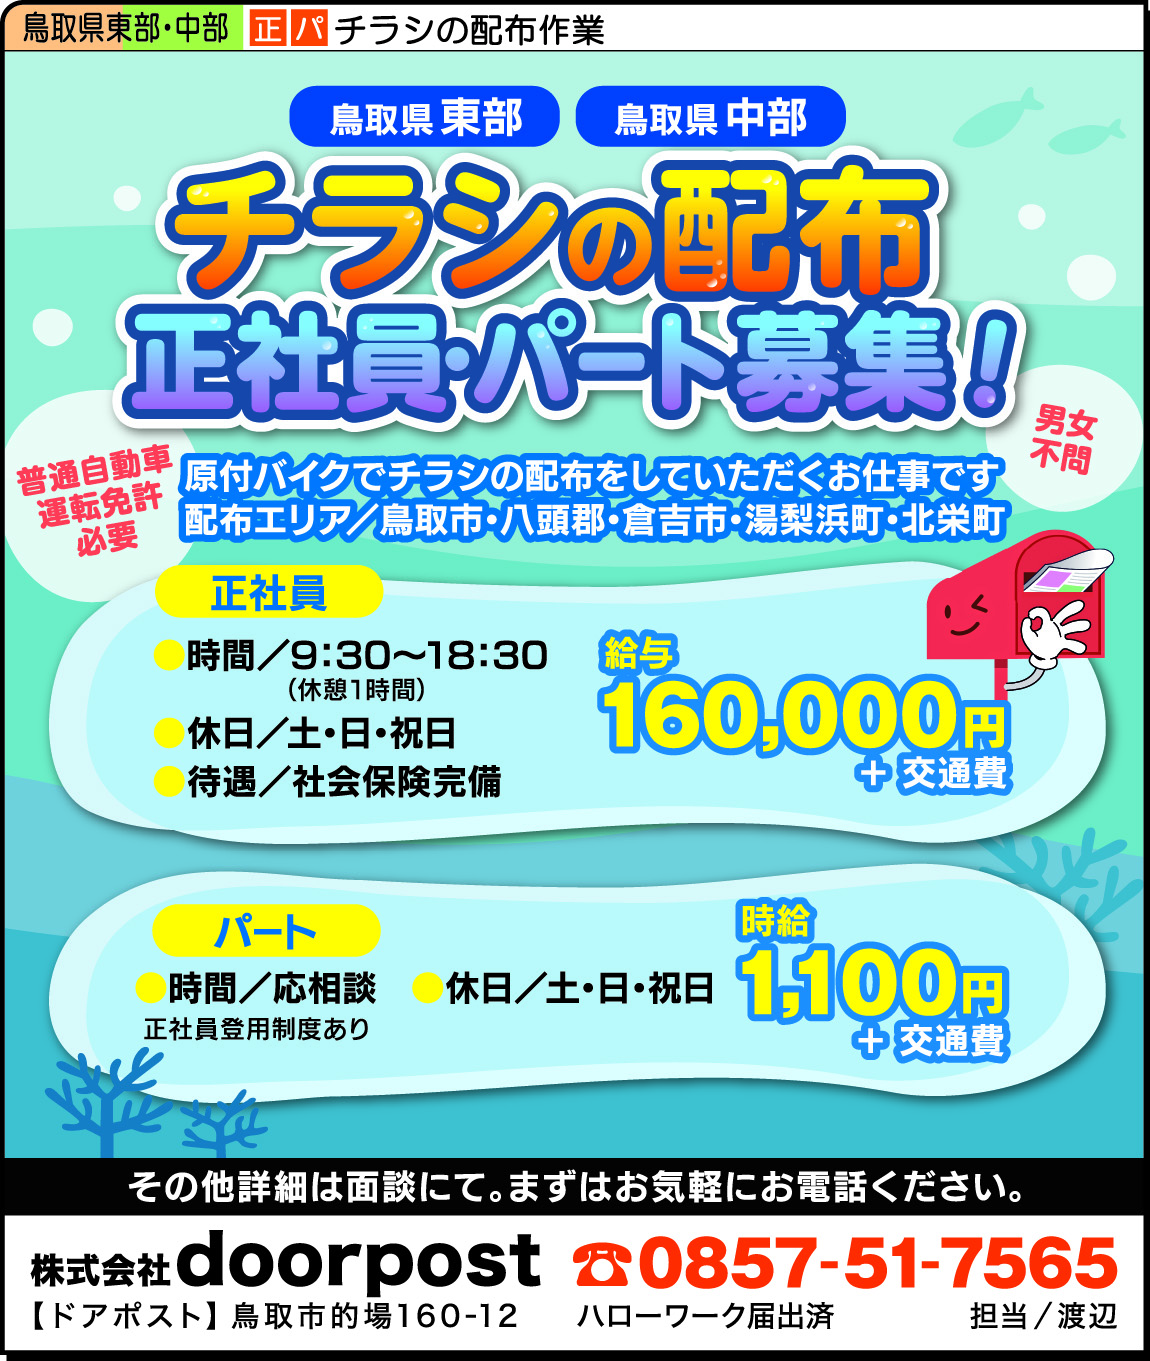 鳥取県東部・中部 正 パ チラシの配布作業
鳥取県 東部 鳥取県 中部
チラシの配布
正社員・パート募集！
男女
不問
普通自動車
運転免許
必要
原付バイクでチラシの配布をしていただくお仕事です
配布エリア／鳥取市・八頭郡・倉吉市・湯梨浜町・北栄町
正社員
●時間／9：30～18：30
（休憩1時間）
●休日／土・日・祝日
●待遇／社会保険完備
給与
160,000円
＋ 交通費
パート
●時間／応相談 ●休日／土・日・祝日
正社員登用制度あり
時給
1,100円
＋ 交通費
その他詳細は面談にて。まずはお気軽にお電話ください。
株式会社doorpost ☎0857-51-7565
【ドアポスト】鳥取市的場160-12 ハローワーク届出済 担当／渡辺